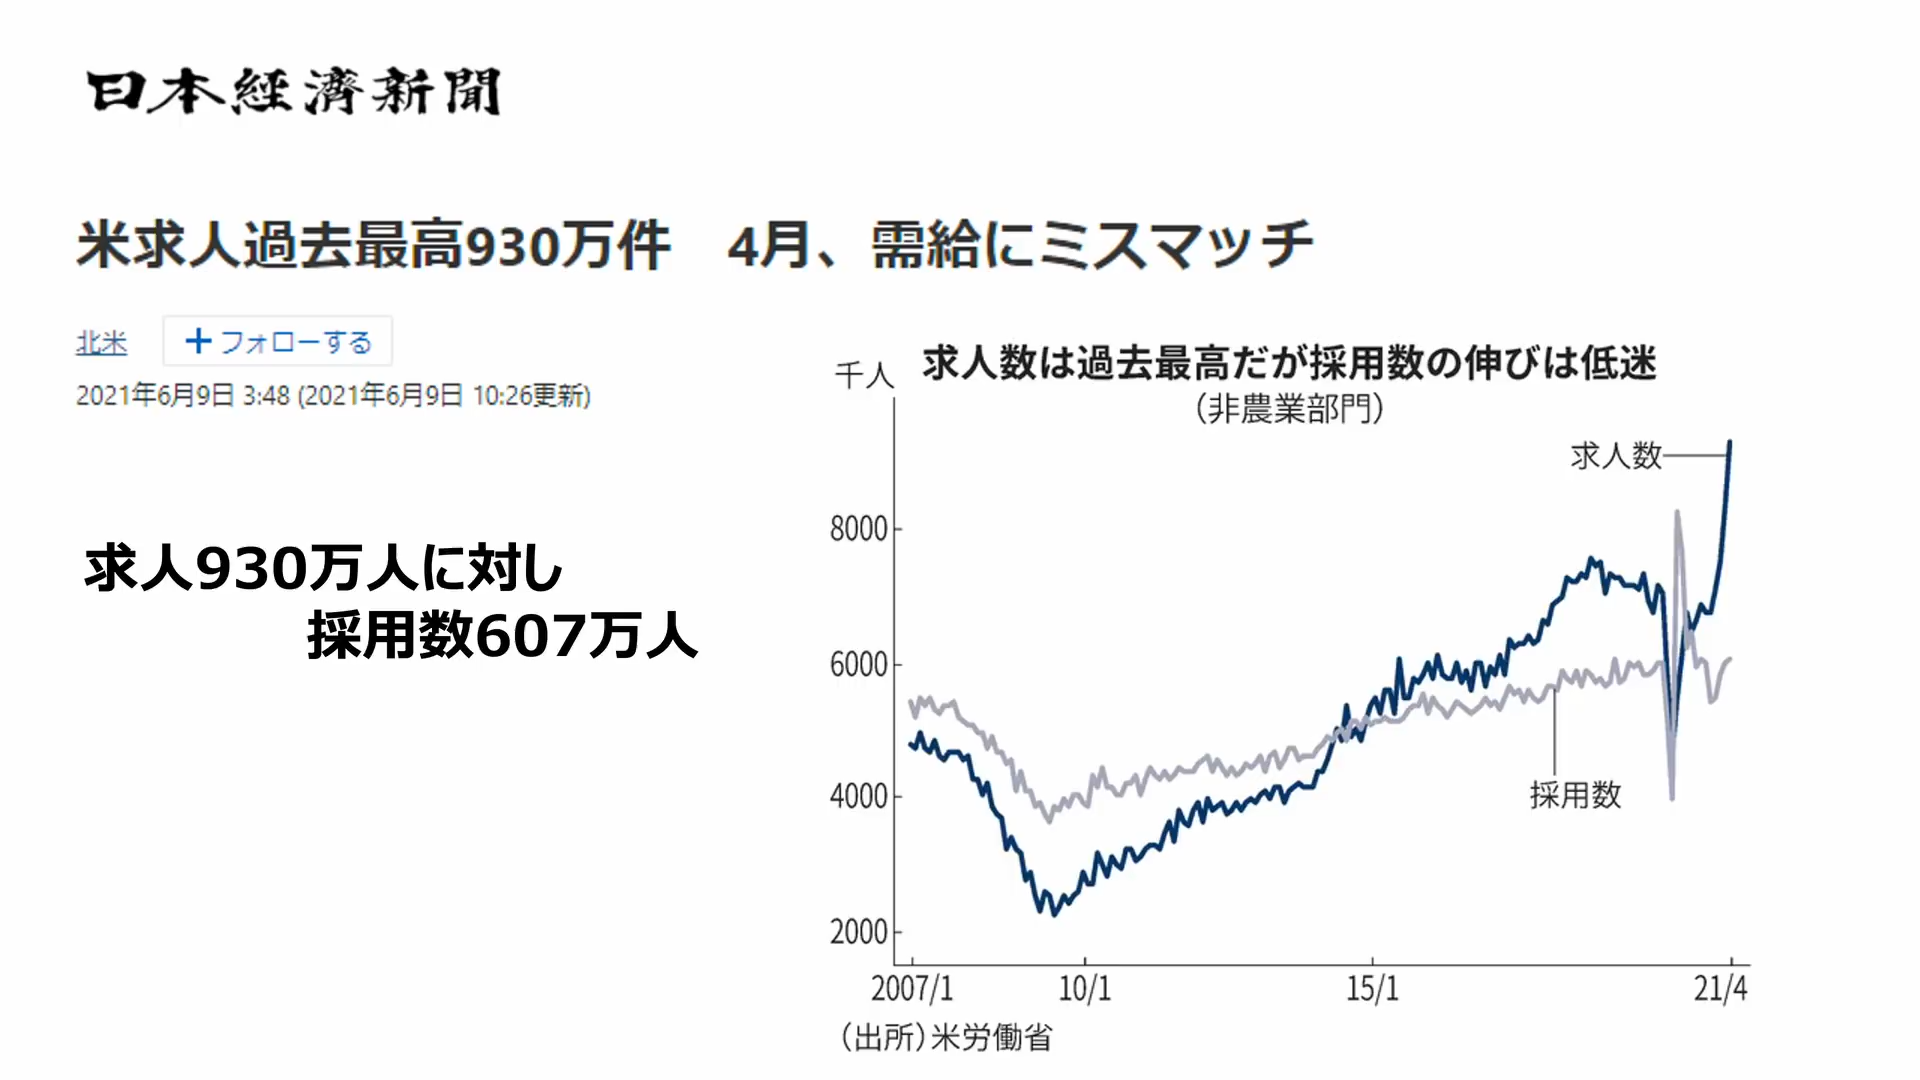 日本経済新聞
米求人過去最高930万件　4月、需給にミスマッチ
北米
＋フォローする
2021年6月9日 3:48 (2021年6月9日 10:26更新)
求人930万人に対し
採用数607万人
千人
求人数は過去最高だが採用数の伸びは低迷
（非農業部門）
求人数
8000
6000
4000
採用数
2000
2007/1
10/1
15/1
21/4
（出所）米労働省